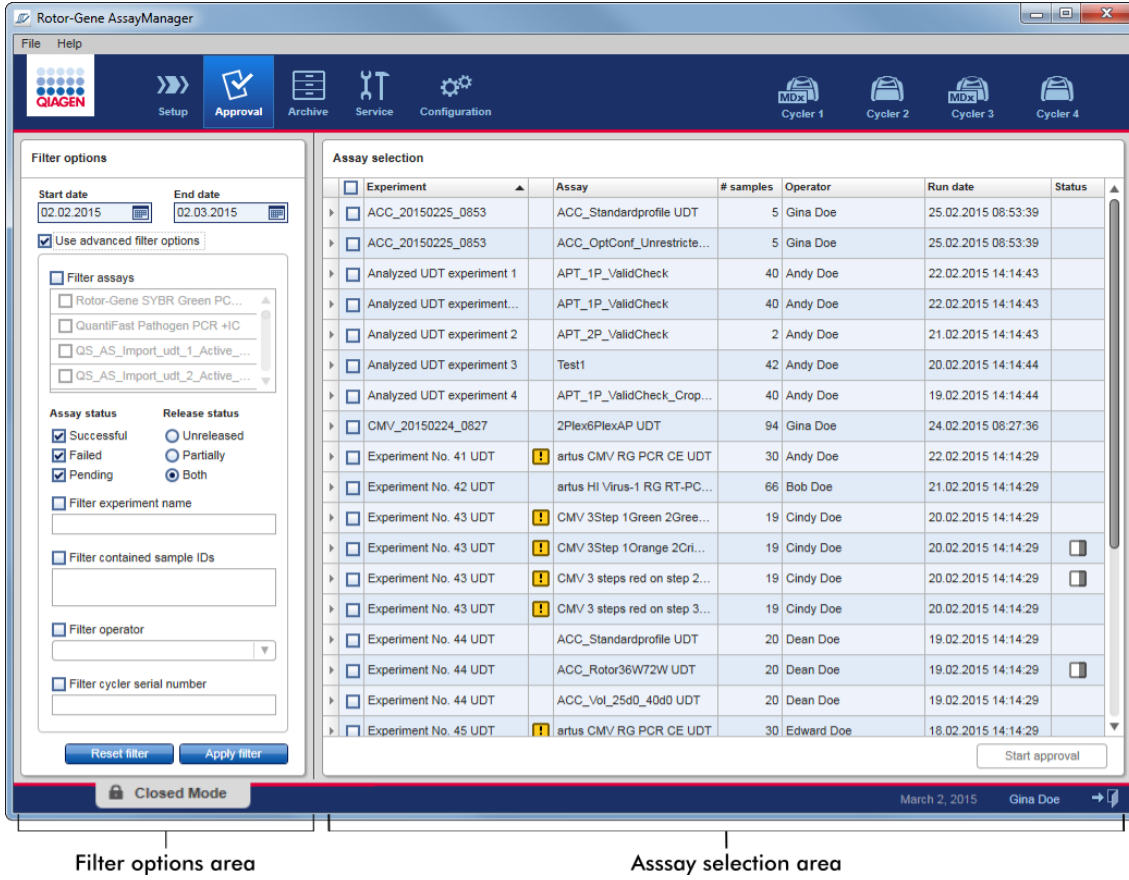 Rotor-Gene AssayManager
File Help
QIAGEN
Setup Approval Archive Service Configuration MDx Cycler 1 Cycler 2 MDx Cycler 3 Cycler 4
Filter options
Start date End date
02.02.2015 02.03.2015
Use advanced filter options
Filter assays
Rotor-Gene SYBR Green PC...
QuantiFast Pathogen PCR +IC
QS_AS_Import_udt_1_Active_...
QS_AS_Import_udt_2_Active_...
Assay status Release status
Successful Unreleased
Failed Partially
Pending Both
Filter experiment name
Filter contained sample IDs
Filter operator
Filter cycler serial number
Reset filter Apply filter
Assay selection
Experiment Assay # samples Operator Run date Status
ACC_20150225_0853 ACC_Standardprofile UDT 5 Gina Doe 25.02.2015 08:53:39
ACC_20150225_0853 ACC_OptConf_Unrestricte... 5 Gina Doe 25.02.2015 08:53:39
Analyzed UDT experiment 1 APT_1P_ValidCheck 40 Andy Doe 22.02.2015 14:14:43
Analyzed UDT experiment... APT_1P_ValidCheck 40 Andy Doe 22.02.2015 14:14:43
Analyzed UDT experiment 2 APT_2P_ValidCheck 2 Andy Doe 21.02.2015 14:14:43
Analyzed UDT experiment 3 Test1 42 Andy Doe 20.02.2015 14:14:44
Analyzed UDT experiment 4 APT_1P_ValidCheck_Crop... 40 Andy Doe 19.02.2015 14:14:44
CMV_20150224_0827 2Plex6PlexAP UDT 94 Gina Doe 24.02.2015 08:27:36
Experiment No. 41 UDT artus CMV RG PCR CE UDT 30 Andy Doe 22.02.2015 14:14:29
Experiment No. 42 UDT artus HI Virus-1 RG RT-PC... 66 Bob Doe 21.02.2015 14:14:29
Experiment No. 43 UDT CMV 3Step 1Green 2Gree... 19 Cindy Doe 20.02.2015 14:14:29
Experiment No. 43 UDT CMV 3Step 1Orange 2Cri... 19 Cindy Doe 20.02.2015 14:14:29
Experiment No. 43 UDT CMV 3 steps red on step 2... 19 Cindy Doe 20.02.2015 14:14:29
Experiment No. 43 UDT CMV 3 steps red on step 3... 19 Cindy Doe 20.02.2015 14:14:29
Experiment No. 44 UDT ACC_Standardprofile UDT 20 Dean Doe 19.02.2015 14:14:29
Experiment No. 44 UDT ACC_Rotor36W72W UDT 20 Dean Doe 19.02.2015 14:14:29
Experiment No. 44 UDT ACC_Vol_25d0_40d0 UDT 20 Dean Doe 19.02.2015 14:14:29
Experiment No. 45 UDT artus CMV RG PCR CE UDT 30 Edward Doe 18.02.2015 14:14:29
Start approval
Closed Mode March 2, 2015 Gina Doe
Filter options area Asssay selection area